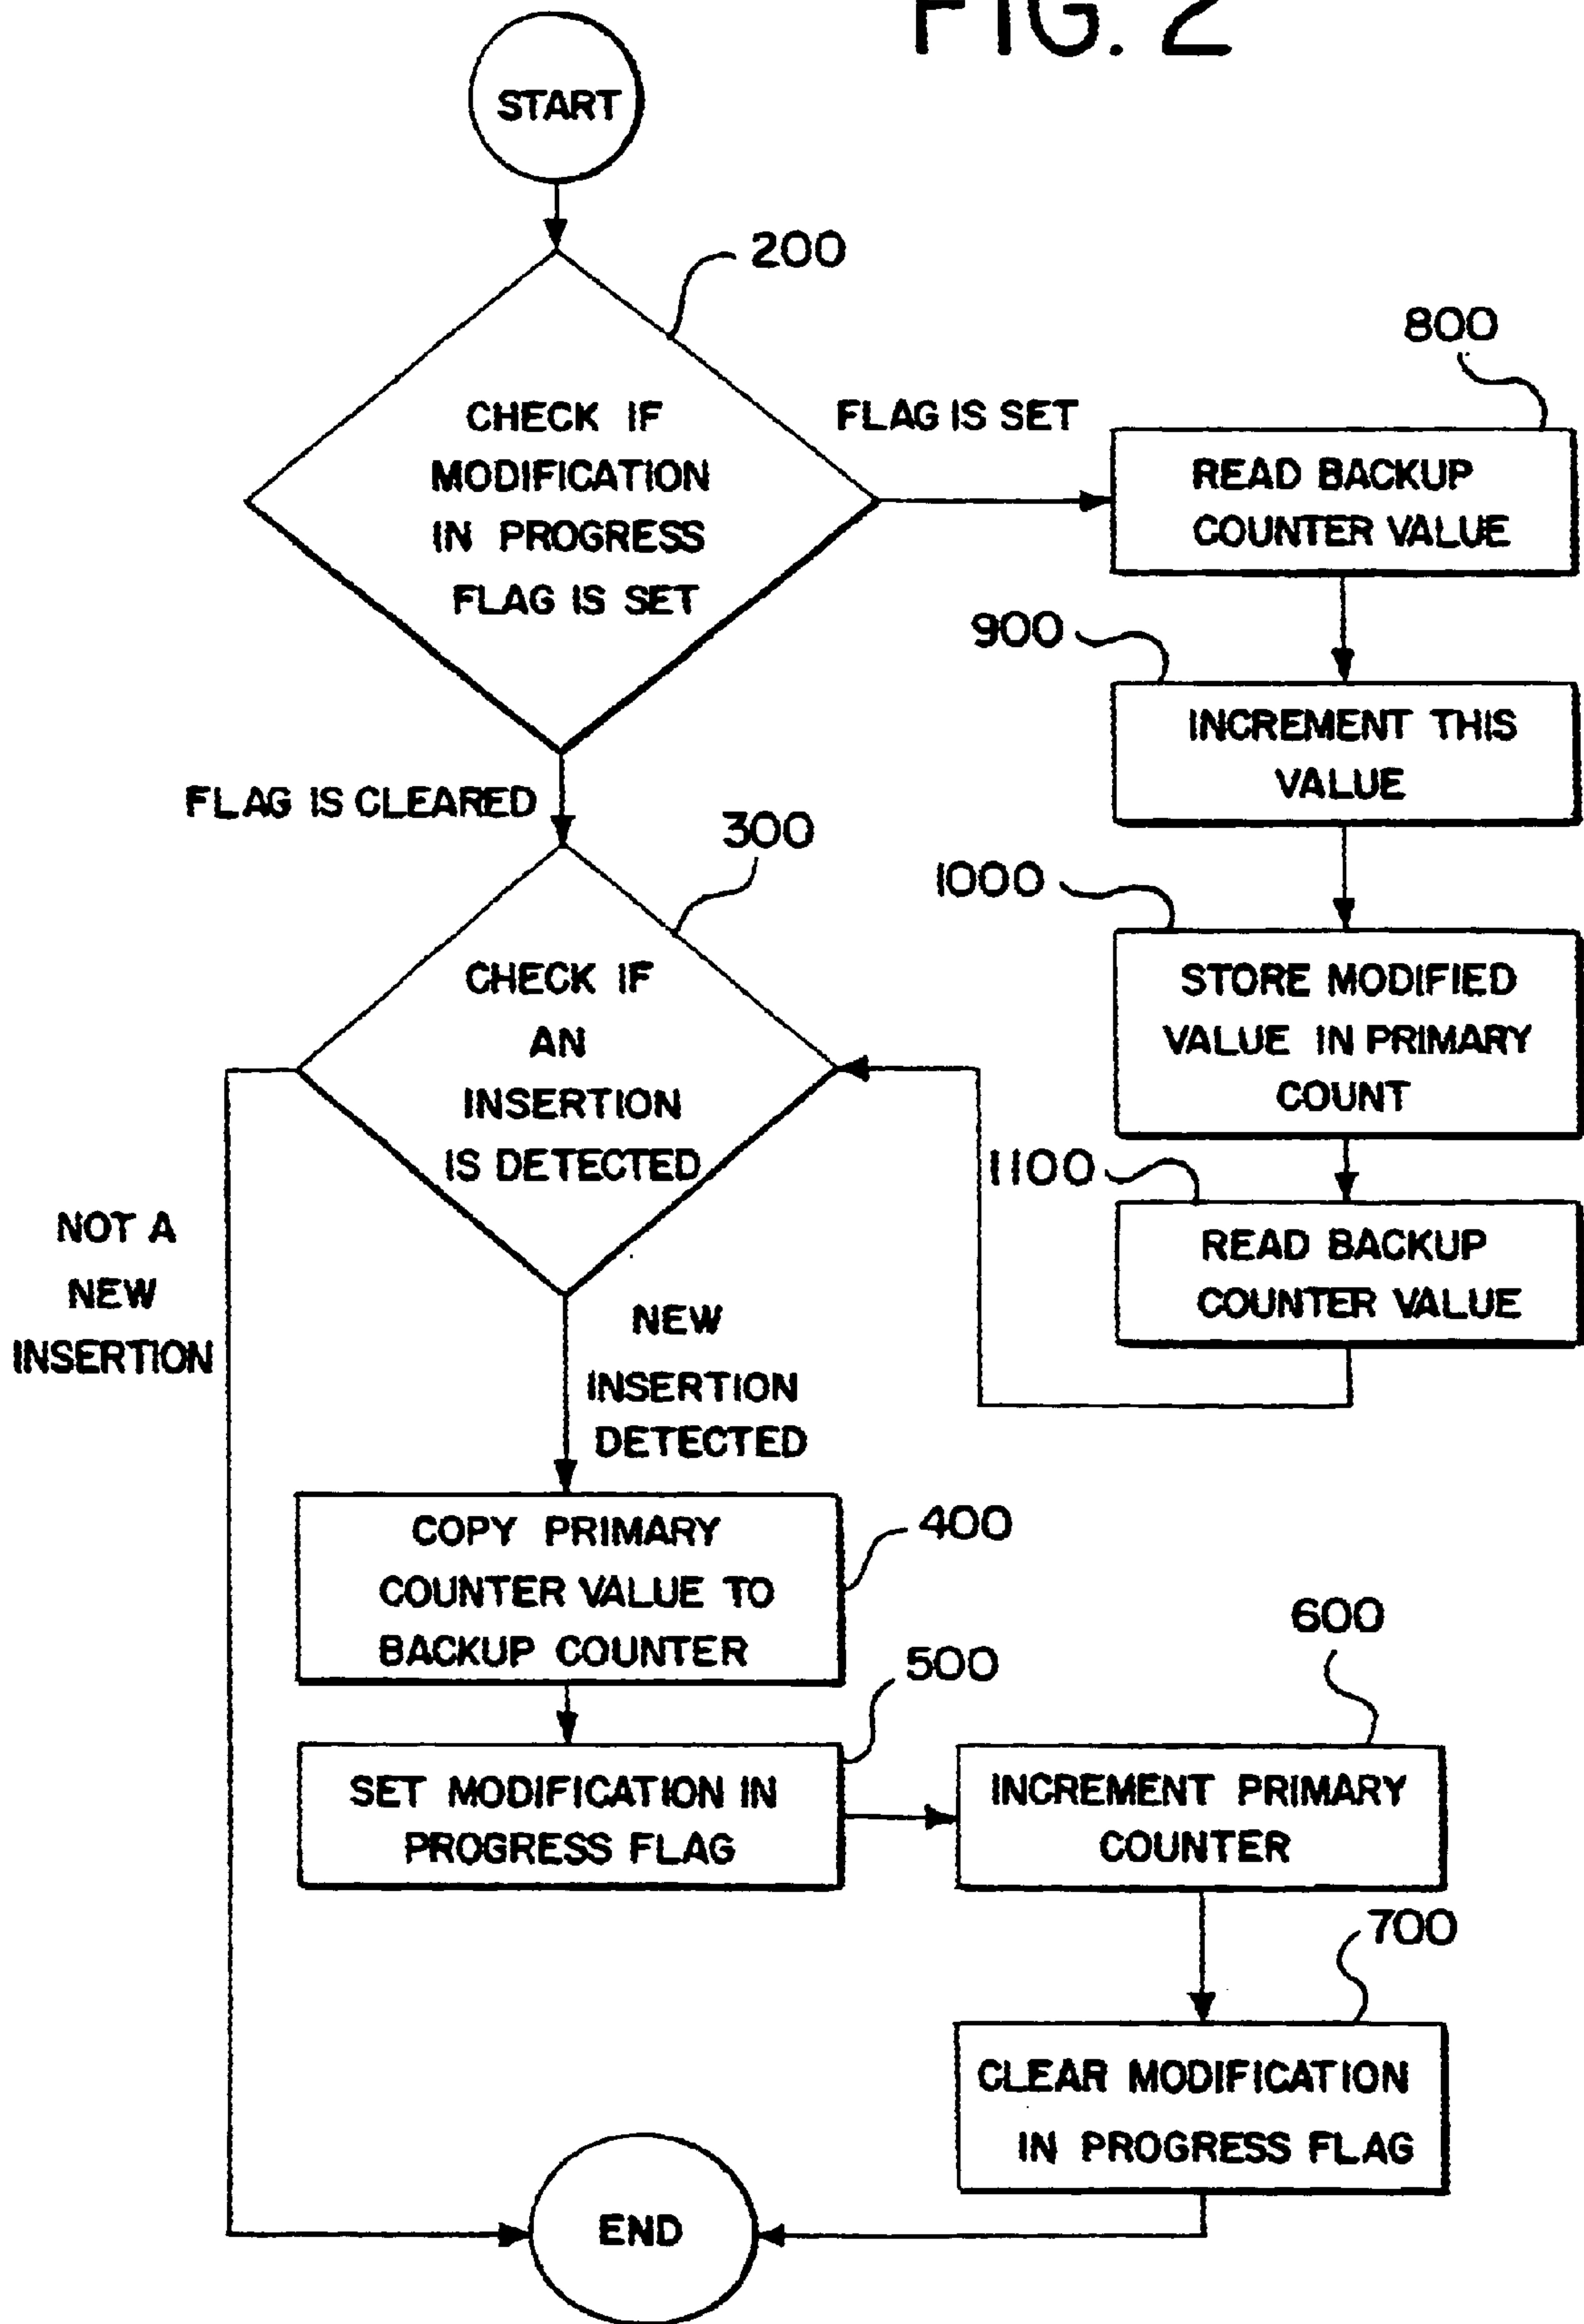 FIG. 2
START
200
CHECK IF
MODIFICATION
IN PROGRESS
FLAG IS SET
FLAG IS SET
800
READ BACKUP
COUNTER VALUE
900
INCREMENT THIS
VALUE
FLAG IS CLEARED
300
1000
STORE MODIFIED
VALUE IN PRIMARY
COUNT
CHECK IF
AN
INSERTION
IS DETECTED
1100
READ BACKUP
COUNTER VALUE
NOT A
NEW
INSERTION
NEW
INSERTION
DETECTED
COPY PRIMARY
COUNTER VALUE TO
BACKUP COUNTER
400
500
SET MODIFICATION IN
PROGRESS FLAG
600
INCREMENT PRIMARY
COUNTER
700
CLEAR MODIFICATION
IN PROGRESS FLAG
END